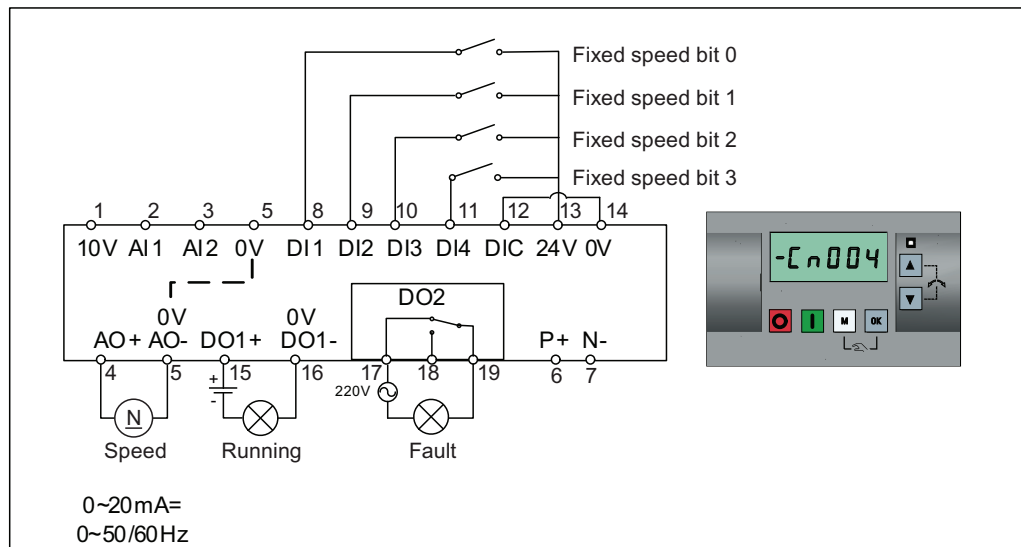 Fixed speed bit 0
Fixed speed bit 1
Fixed speed bit 2
Fixed speed bit 3
1 2 3 5 8 9 10 11 12 13 14
10V AI1 AI2 0V DI1 DI2 DI3 DI4 DIC 24V 0V
-Cn004
M OK
DO2
0V 0V
AO+ AO- DO1+ DO1- P+ N-
4 5 15 16 17 18 19 6 7
+
-
220V
N
Speed Running Fault
0~20mA=
0~50/60Hz